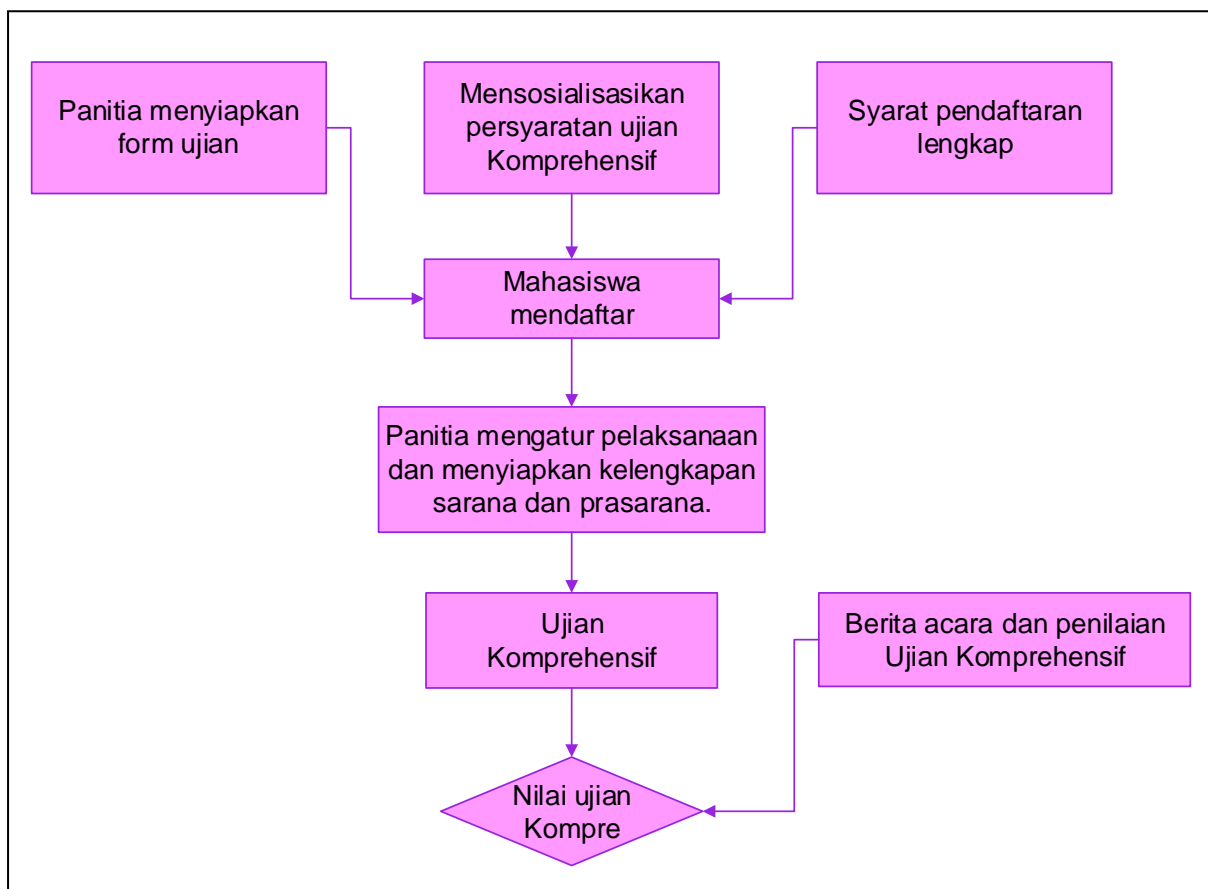 Panitia menyiapkan
form ujian
Mensosialisasikan
persyaratan ujian
Komprehensif
Syarat pendaftaran
lengkap
Mahasiswa
mendaftar
Panitia mengatur pelaksanaan
dan menyiapkan kelengkapan
sarana dan prasarana.
Ujian
Komprehensif
Berita acara dan penilaian
Ujian Komprehensif
Nilai ujian
Kompre